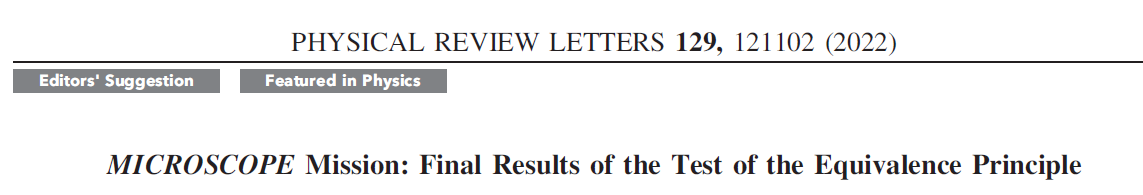 PHYSICAL REVIEW LETTERS 129, 121102 (2022)
Editors' Suggestion Featured in Physics
MICROSCOPE Mission: Final Results of the Test of the Equivalence Principle